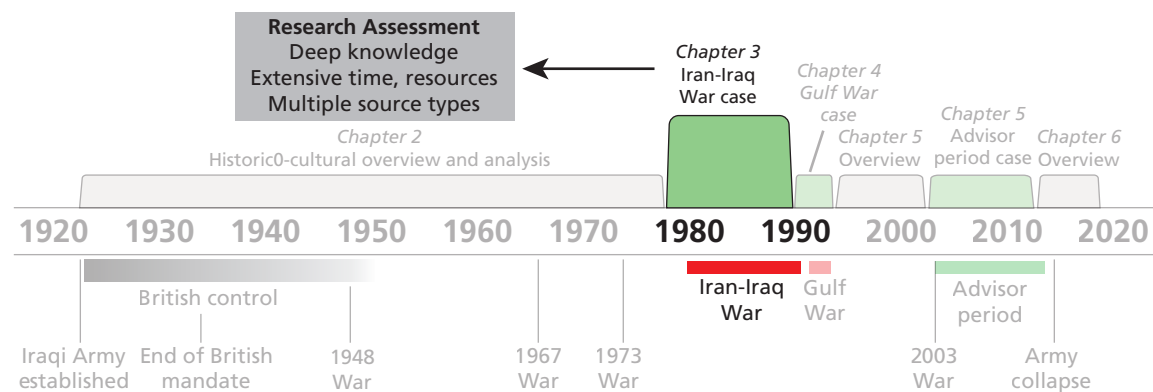 Research Assessment
Deep knowledge
Extensive time, resources
Multiple source types
Chapter 2
Historic0-cultural overview and analysis
Chapter 3
Iran-Iraq
War case
Chapter 4
Gulf War
case
Chapter 5
Overview
Chapter 5
Advisor
period case
Chapter 6
Overview
1920 1930 1940 1950 1960 1970 1980 1990 2000 2010 2020
British control
Iran-Iraq
War
Gulf
War
Advisor
period
Iraqi Army
established
End of British
mandate
1948
War
1967
War
1973
War
2003
War
Army
collapse